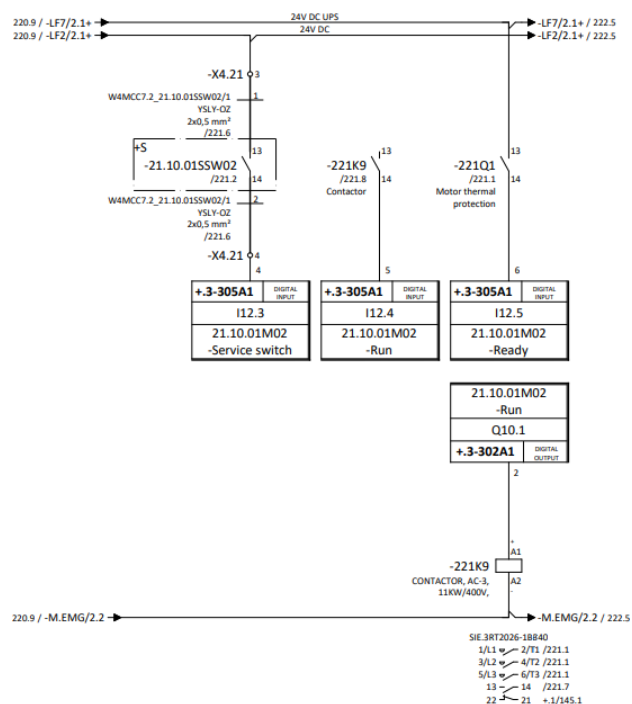 24V DC UPS
220.9 / -LF7/2.1+
-LF7/2.1+ / 222.5
24V DC
220.9 / -LF2/2.1+
-LF2/2.1+ / 222.5
-X4.21 3
W4MCC7.2_21.10.01SSW02/1 1
YSLY-OZ
2x0,5 mm²
/221.6
+S
13
-21.10.01SSW02
/221.2 14
13
-221K9
/221.8 14
Contactor
13
-221Q1
/221.1 14
Motor thermal
protection
W4MCC7.2_21.10.01SSW02/1 2
YSLY-OZ
2x0,5 mm²
/221.6
-X4.21 4
4
5
6
+.3-305A1 DIGITAL INPUT
I12.3
21.10.01M02
-Service switch
+.3-305A1 DIGITAL INPUT
I12.4
21.10.01M02
-Run
+.3-305A1 DIGITAL INPUT
I12.5
21.10.01M02
-Ready
21.10.01M02
-Run
Q10.1
+.3-302A1 DIGITAL OUTPUT
2
+
A1
-221K9
CONTACTOR, AC-3, A2
11KW/400V, -
220.9 / -M.EMG/2.2
-M.EMG/2.2 / 222.5
SIE.3RT2026-1BB40
1/L1 2/T1 /221.1
3/L2 4/T2 /221.1
5/L3 6/T3 /221.1
13 14 /221.7
22 21 +.1/145.1